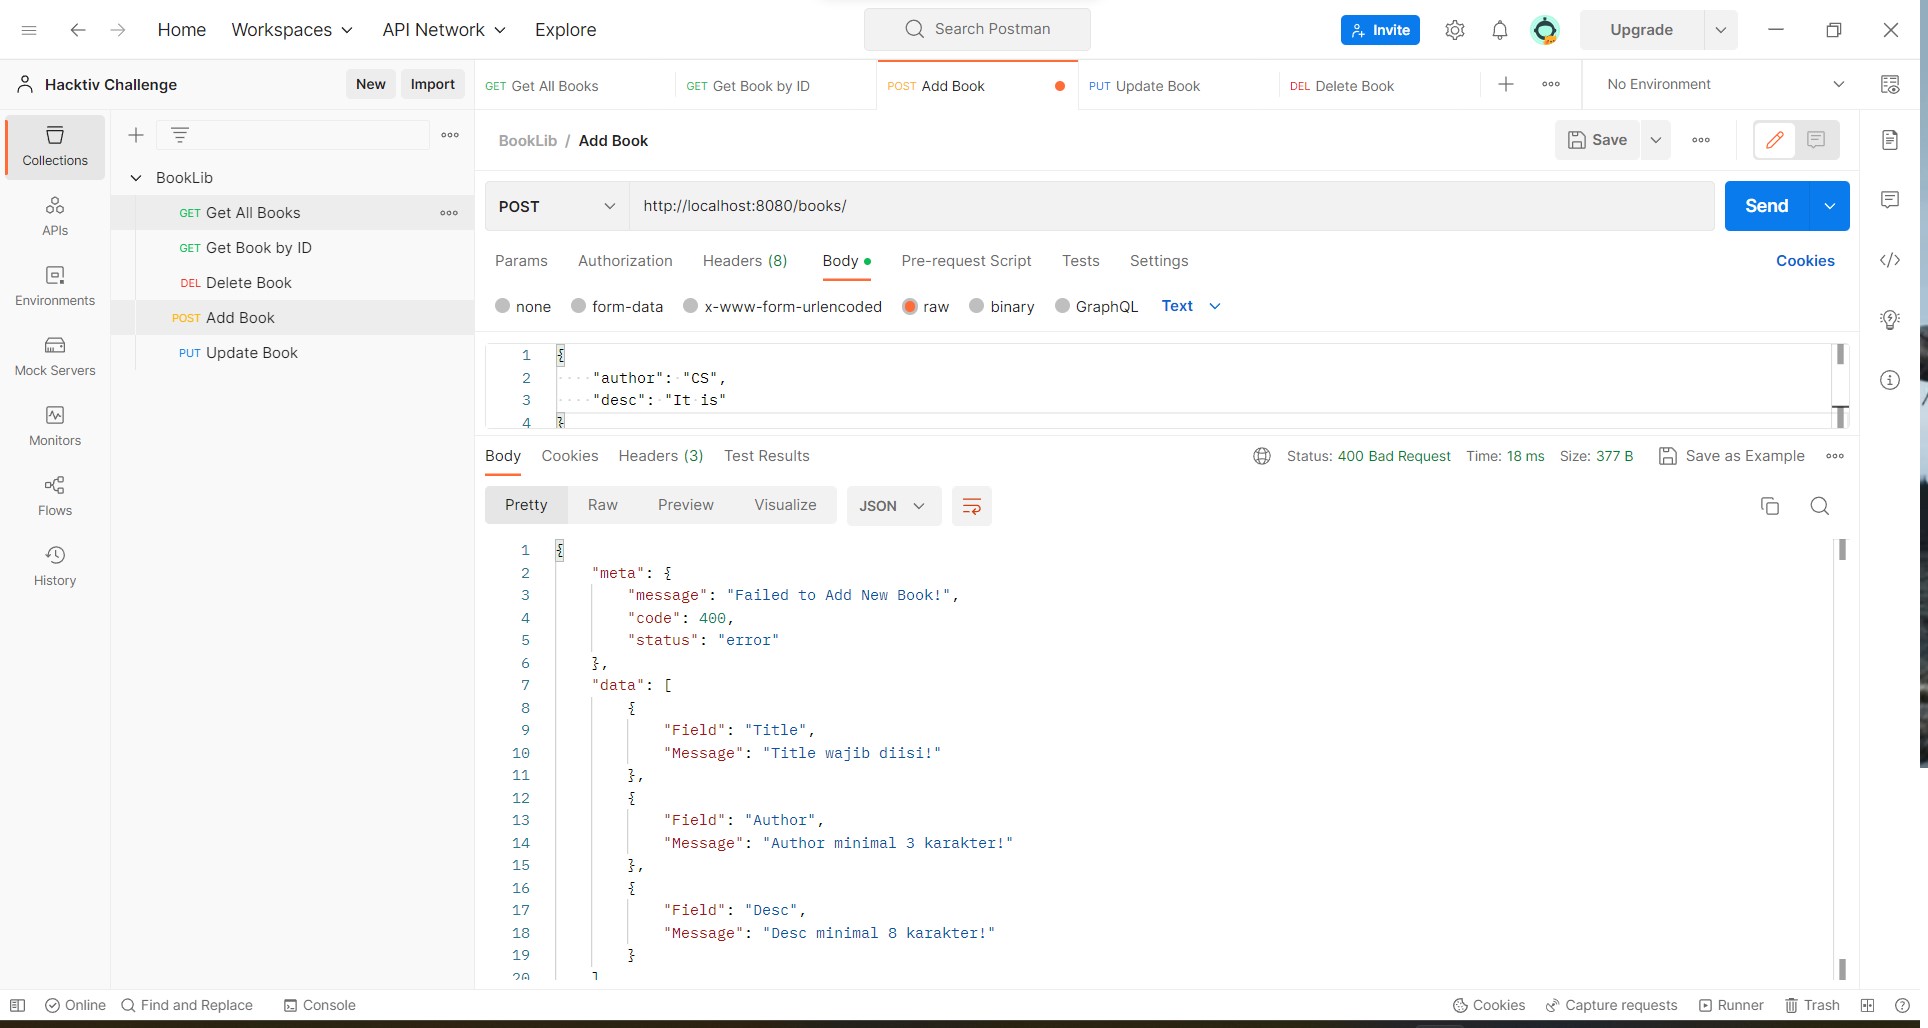 Home Workspaces API Network Explore Search Postman Invite Upgrade
Hacktiv Challenge New Import
GET Get All Books GET Get Book by ID POST Add Book PUT Update Book DEL Delete Book No Environment
Collections
APIs
Environments
Mock Servers
Monitors
Flows
History
BookLib
GET Get All Books
GET Get Book by ID
DEL Delete Book
POST Add Book
PUT Update Book
BookLib / Add Book Save
POST http://localhost:8080/books/ Send
Params Authorization Headers (8) Body Pre-request Script Tests Settings Cookies
none form-data x-www-form-urlencoded raw binary GraphQL Text
1 {
2 "author": "CS",
3 "desc": "It is"
4 }
Body Cookies Headers (3) Test Results Status: 400 Bad Request Time: 18 ms Size: 377 B Save as Example
Pretty Raw Preview Visualize JSON
1 {
2 "meta": {
3 "message": "Failed to Add New Book!",
4 "code": 400,
5 "status": "error"
6 },
7 "data": [
8 {
9 "Field": "Title",
10 "Message": "Title wajib diisi!"
11 },
12 {
13 "Field": "Author",
14 "Message": "Author minimal 3 karakter!"
15 },
16 {
17 "Field": "Desc",
18 "Message": "Desc minimal 8 karakter!"
19 }
20 ]
Online Find and Replace Console Cookies Capture requests Runner Trash